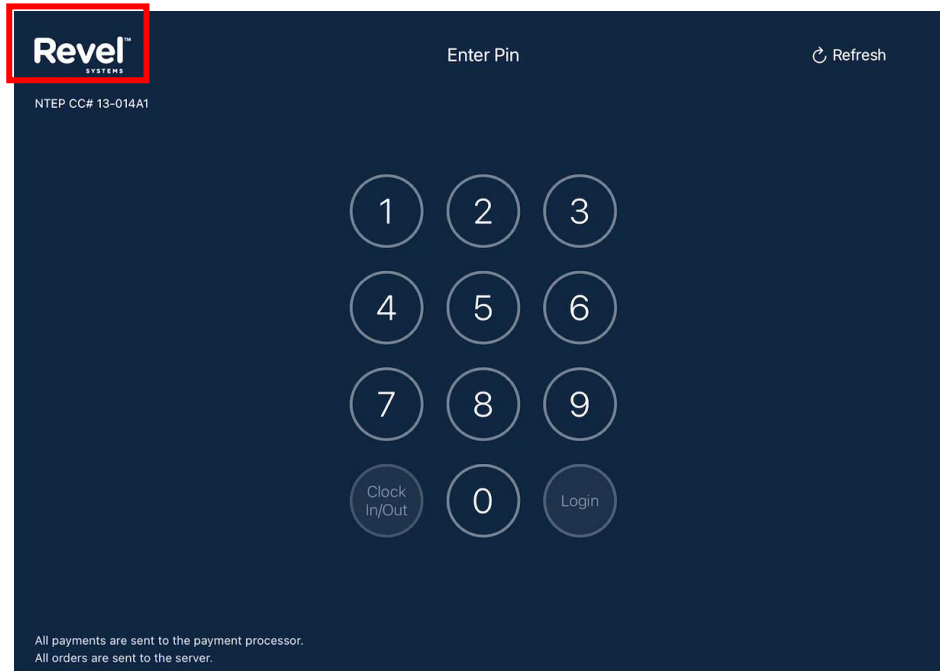 Revel™
SYSTEMS
Enter Pin
Refresh
NTEP CC# 13-014A1
1 2 3
4 5 6
7 8 9
Clock
In/Out
0
Login
All payments are sent to the payment processor.
All orders are sent to the server.